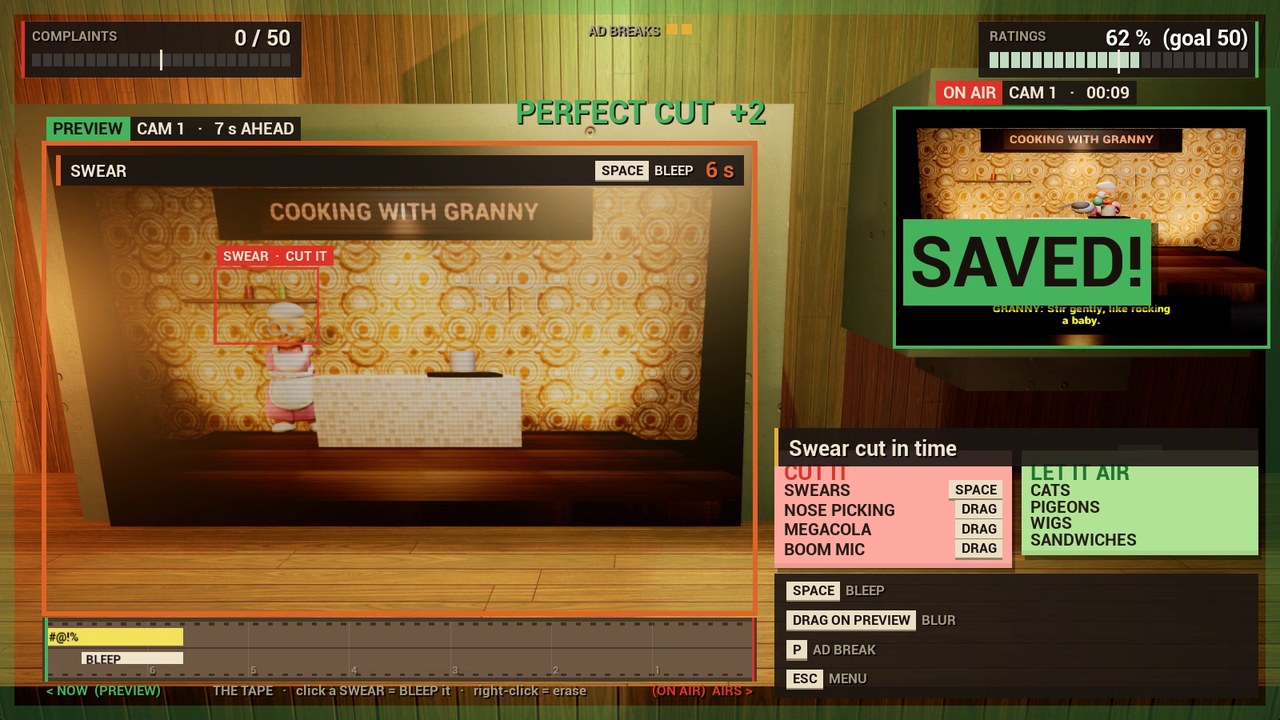 COMPLAINTS
0 / 50
AD BREAKS
RATINGS
62 % (goal 50)
ON AIR CAM 1 · 00:09
PERFECT CUT +2
PREVIEW CAM 1 · 7 s AHEAD
SWEAR
SPACE BLEEP 6 s
COOKING WITH GRANNY
SWEAR · CUT IT
COOKING WITH GRANNY
SAVED!
GRANNY: Stir gently, like rocking
a baby.
Swear cut in time
CUT IT
SWEARS SPACE
NOSE PICKING DRAG
MEGACOLA DRAG
BOOM MIC DRAG
LET IT AIR
CATS
PIGEONS
WIGS
SANDWICHES
SPACE BLEEP
DRAG ON PREVIEW BLUR
P AD BREAK
ESC MENU
#@!%
BLEEP
6 5 4 3 2 1
< NOW (PREVIEW)
THE TAPE · click a SWEAR = BLEEP it · right-click = erase
(ON AIR) AIRS >